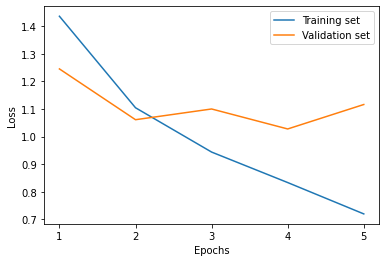 Training set
Validation set
1.4
1.3
1.2
1.1
1.0
0.9
0.8
0.7
Loss
1 2 3 4 5
Epochs